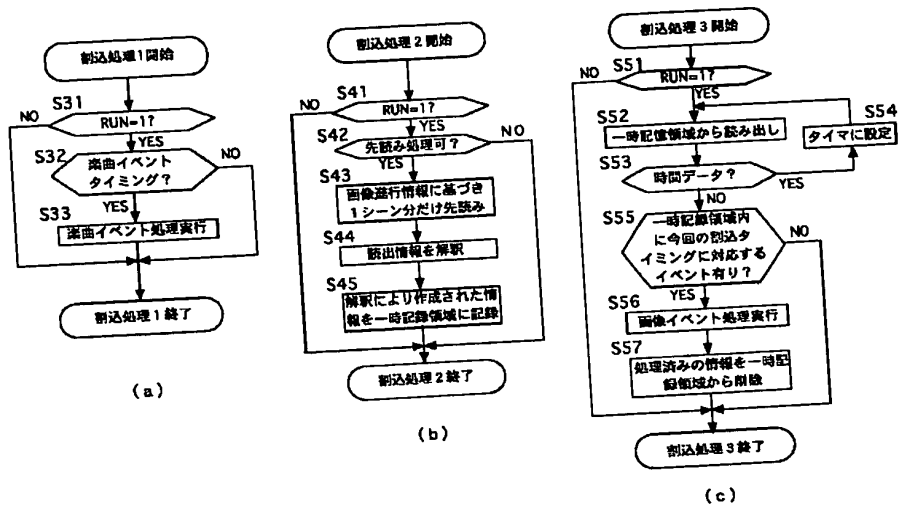 割込処理1開始
S31
NO
RUN=1?
YES
S32
楽曲イベント
タイミング?
NO
YES
S33
楽曲イベント処理実行
割込処理1終了
(a)
割込処理2開始
S41
NO
RUN=1?
YES
S42
先読み処理可?
NO
YES
S43
画像進行情報に基づき
1シーン分だけ先読み
S44
読出情報を解釈
S45
解釈により作成された情
報を一時記録領域に記録
割込処理2終了
(b)
割込処理3開始
NO
S51
RUN=1?
YES
S52
一時記憶領域から読み出し
S54
タイマに設定
S53
時間データ?
YES
NO
S55
一時記録領域内
に今回の割込タ
イミングに対応する
イベント有り?
NO
YES
S56
画像イベント処理実行
S57
処理済みの情報を一時記
録領域から削除
割込処理3終了
(c)